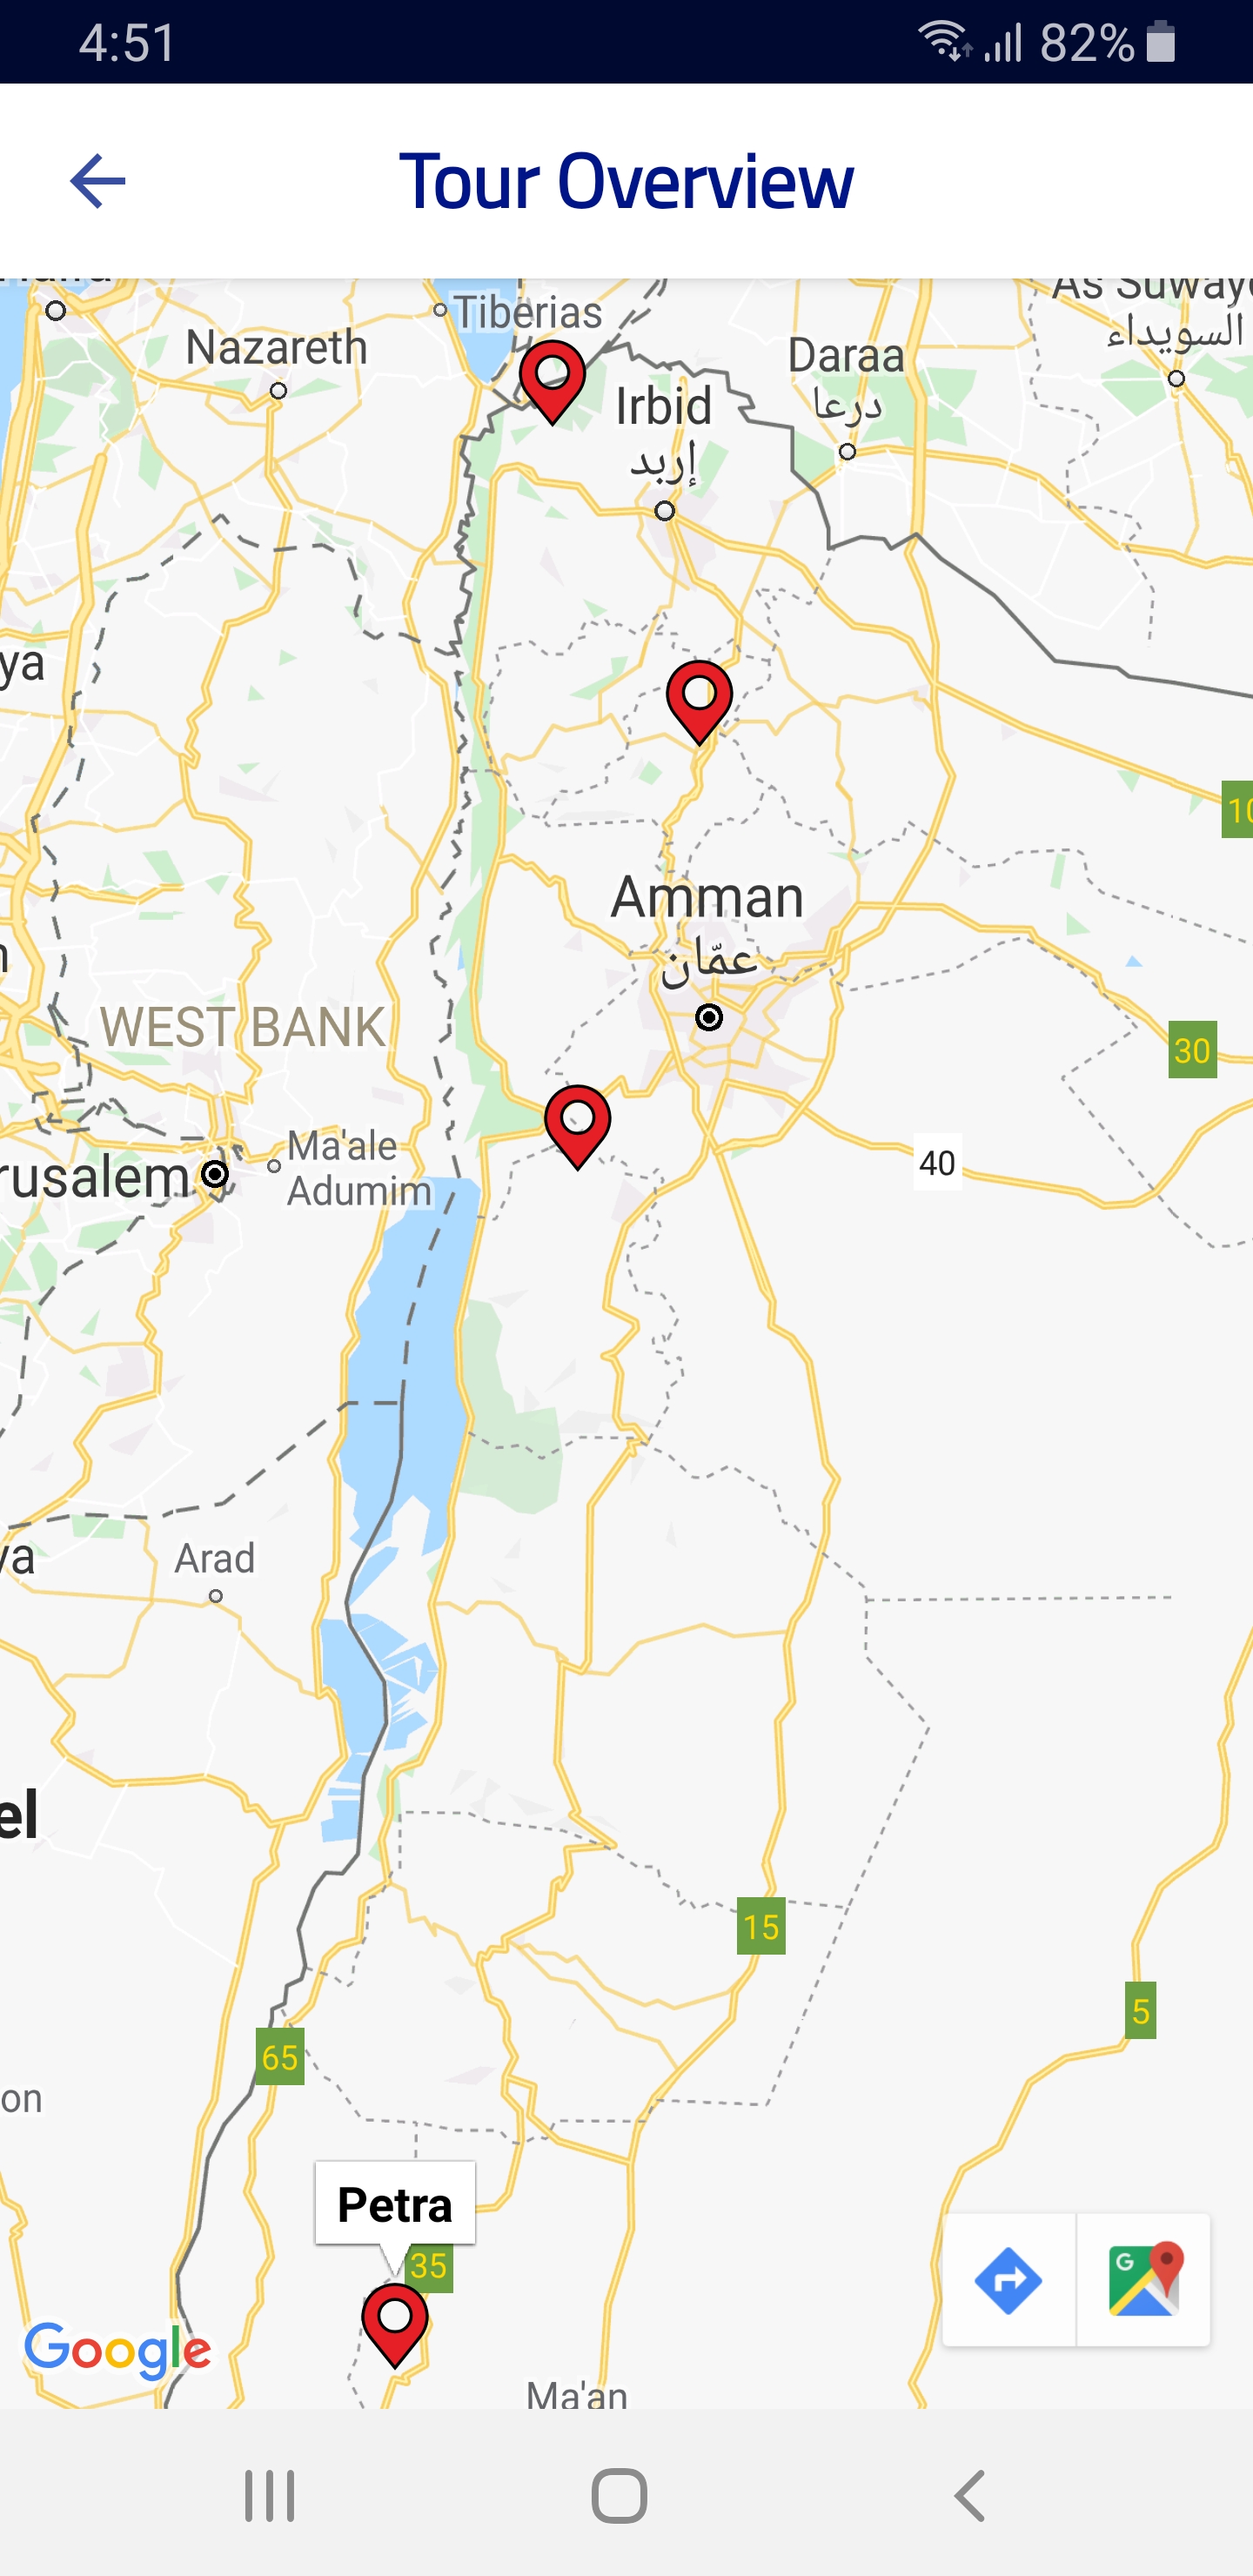 4:51
82%
Tour Overview
Tiberias
As Suway
السويداء
Nazareth
Daraa
درعا
Irbid
إربد
ya
10
Amman
عمّان
n
WEST BANK
30
Ma'ale
Adumim
rusalem
40
ya
Arad
el
15
5
65
on
Petra
35
G
Google
Ma'an